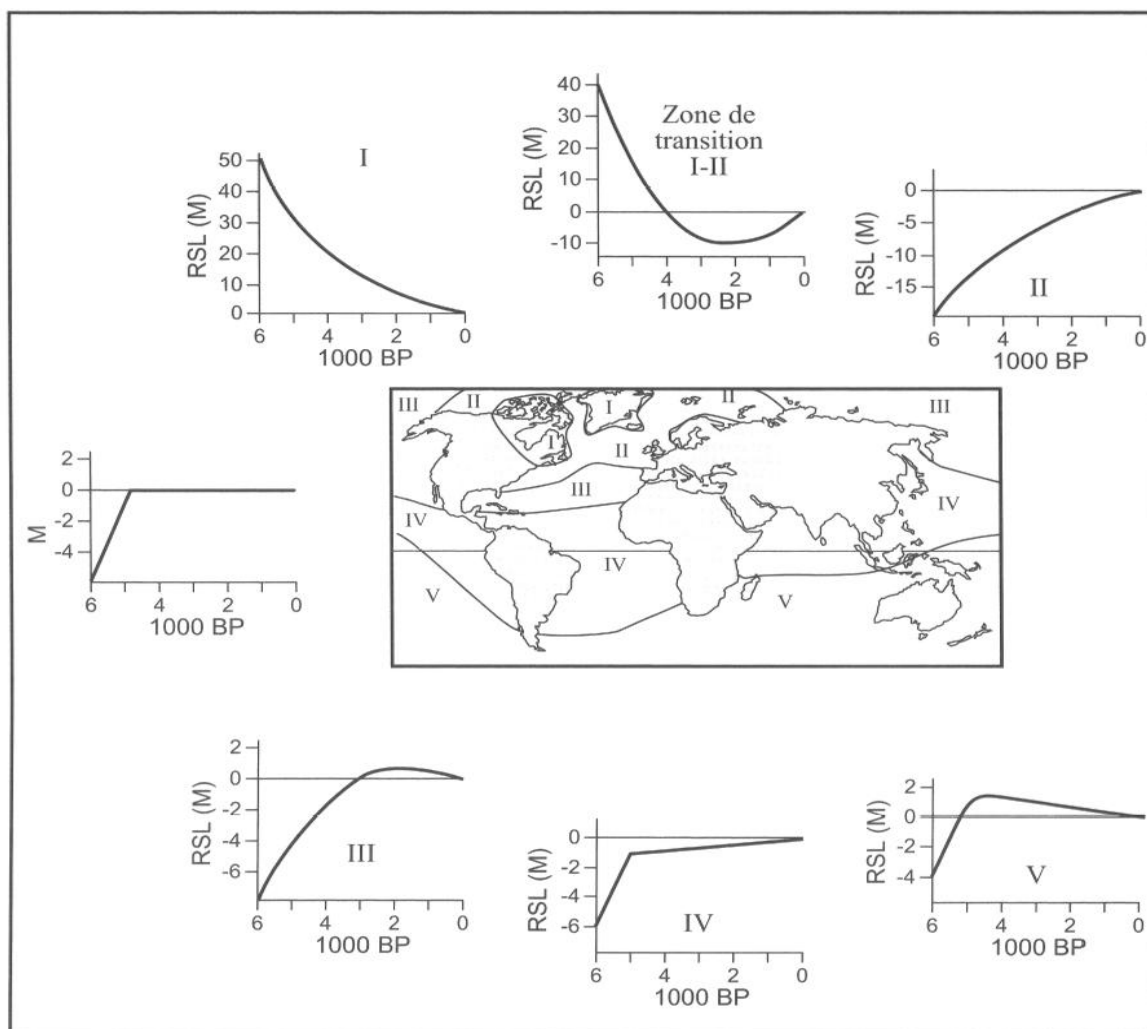 I
50
40
30
20
10
0
RSL (M)
6 4 2 0
1000 BP
Zone de
transition
I-II
40
30
20
10
0
-10
RSL (M)
6 4 2 0
1000 BP
0
-5
-10
-15
RSL (M)
II
6 4 2 0
1000 BP
2
0
-2
-4
M
6 4 2 0
1000 BP
III II I II III
I II
III
IV IV
IV
V V
2
0
-2
-4
-6
RSL (M)
III
6 4 2 0
1000 BP
0
-2
-4
-6
RSL (M)
IV
6 4 2 0
1000 BP
2
0
-2
-4
RSL (M)
V
6 4 2 0
1000 BP